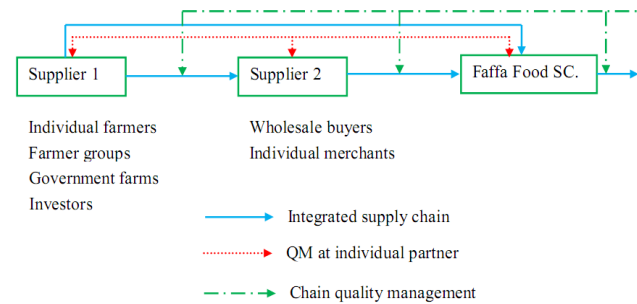 Supplier 1
Supplier 2
Faffa Food SC.
Individual farmers
Farmer groups
Government farms
Investors
Wholesale buyers
Individual merchants
Integrated supply chain
QM at individual partner
Chain quality management